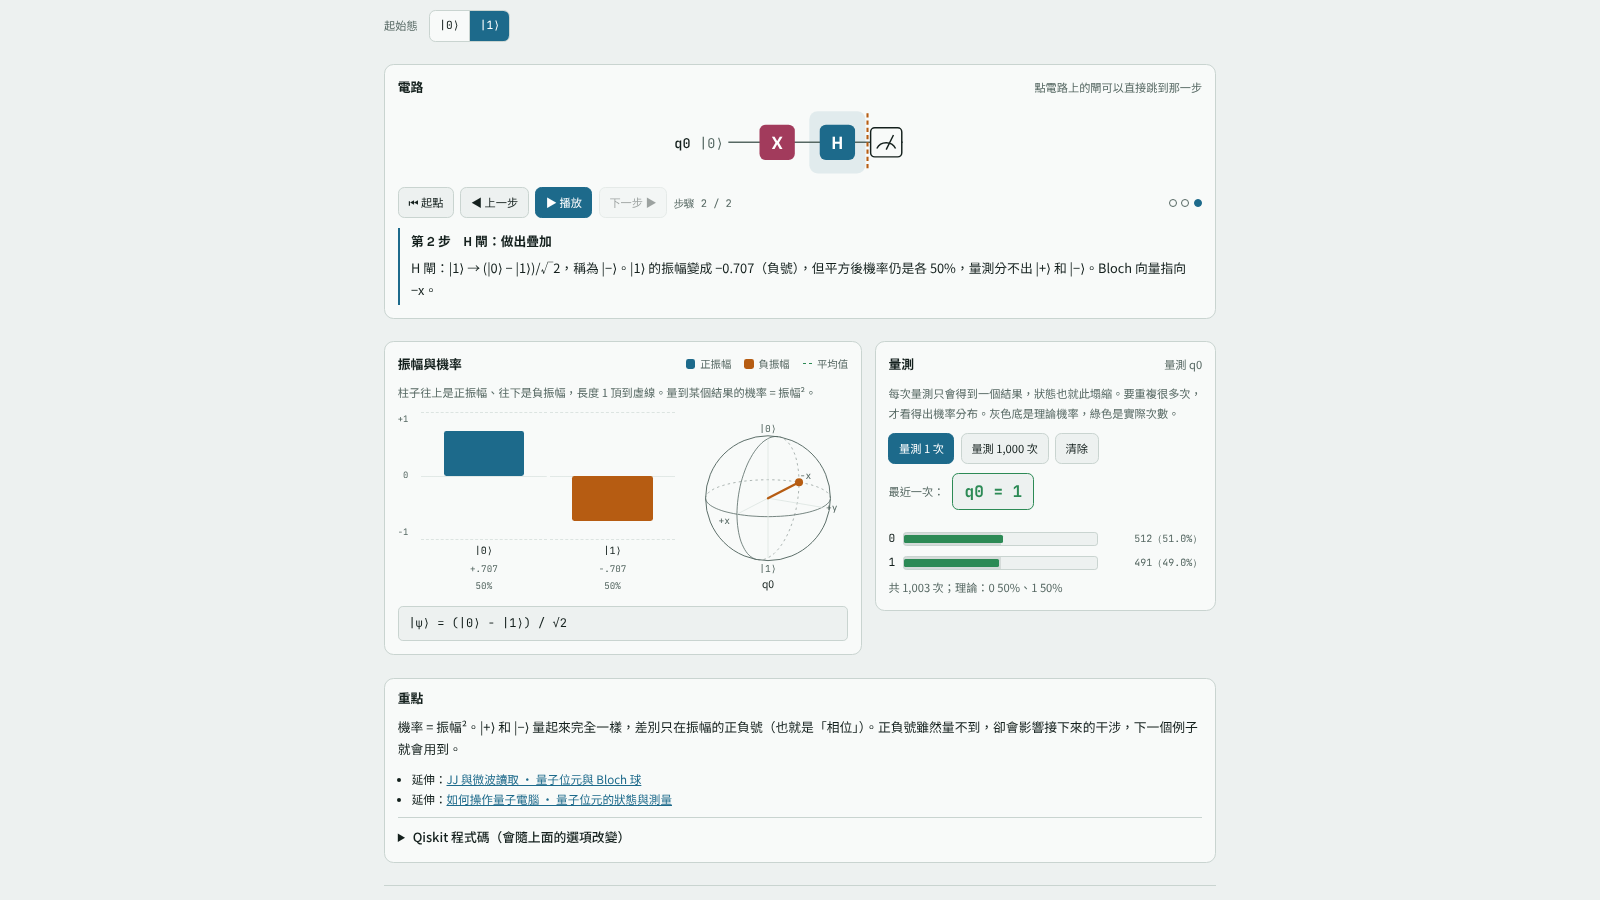 起始態 |0⟩ |1⟩
電路
點電路上的閘可以直接跳到那一步
q0 |0⟩ X H
⏮ 起點 ◀ 上一步 ▶ 播放 下一步 ▶ 步驟 2 / 2
第 2 步 H 閘：做出疊加
H 閘：|1⟩ → (|0⟩ − |1⟩)/√2，稱為 |−⟩。|1⟩ 的振幅變成 −0.707（負號），但平方後機率仍是各 50%，量測分不出 |+⟩ 和 |−⟩。Bloch 向量指向
−x。
振幅與機率
正振幅 負振幅 -- 平均值
柱子往上是正振幅、往下是負振幅，長度 1 頂到虛線。量到某個結果的機率 = 振幅²。
+1
0
-1
|0⟩ |1⟩
+.707 -.707
50% 50%
|0⟩
-x
+y
+x
|1⟩
q0
|ψ⟩ = (|0⟩ - |1⟩) / √2
量測
量測 q0
每次量測只會得到一個結果，狀態也就此塌縮。要重複很多次，
才看得出機率分布。灰色底是理論機率，綠色是實際次數。
量測 1 次 量測 1,000 次 清除
最近一次： q0 = 1
0 512 (51.0%)
1 491 (49.0%)
共 1,003 次；理論：0 50%、1 50%
重點
機率 = 振幅²。|+⟩ 和 |−⟩ 量起來完全一樣，差別只在振幅的正負號（也就是「相位」）。正負號雖然量不到，卻會影響接下來的干涉，下一個例子
就會用到。
• 延伸：JJ 與微波讀取 · 量子位元與 Bloch 球
• 延伸：如何操作量子電腦 · 量子位元的狀態與測量
▶ Qiskit 程式碼（會隨上面的選項改變）